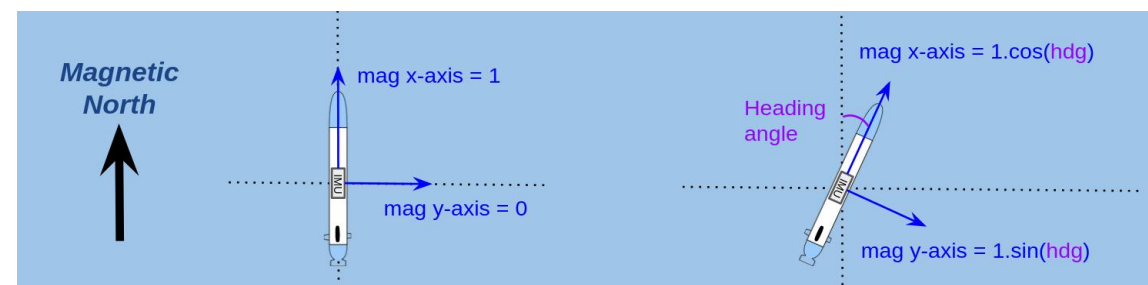 Magnetic
North
mag x-axis = 1
IMU
mag y-axis = 0
mag x-axis = 1.cos(hdg)
Heading
angle
IMU
mag y-axis = 1.sin(hdg)